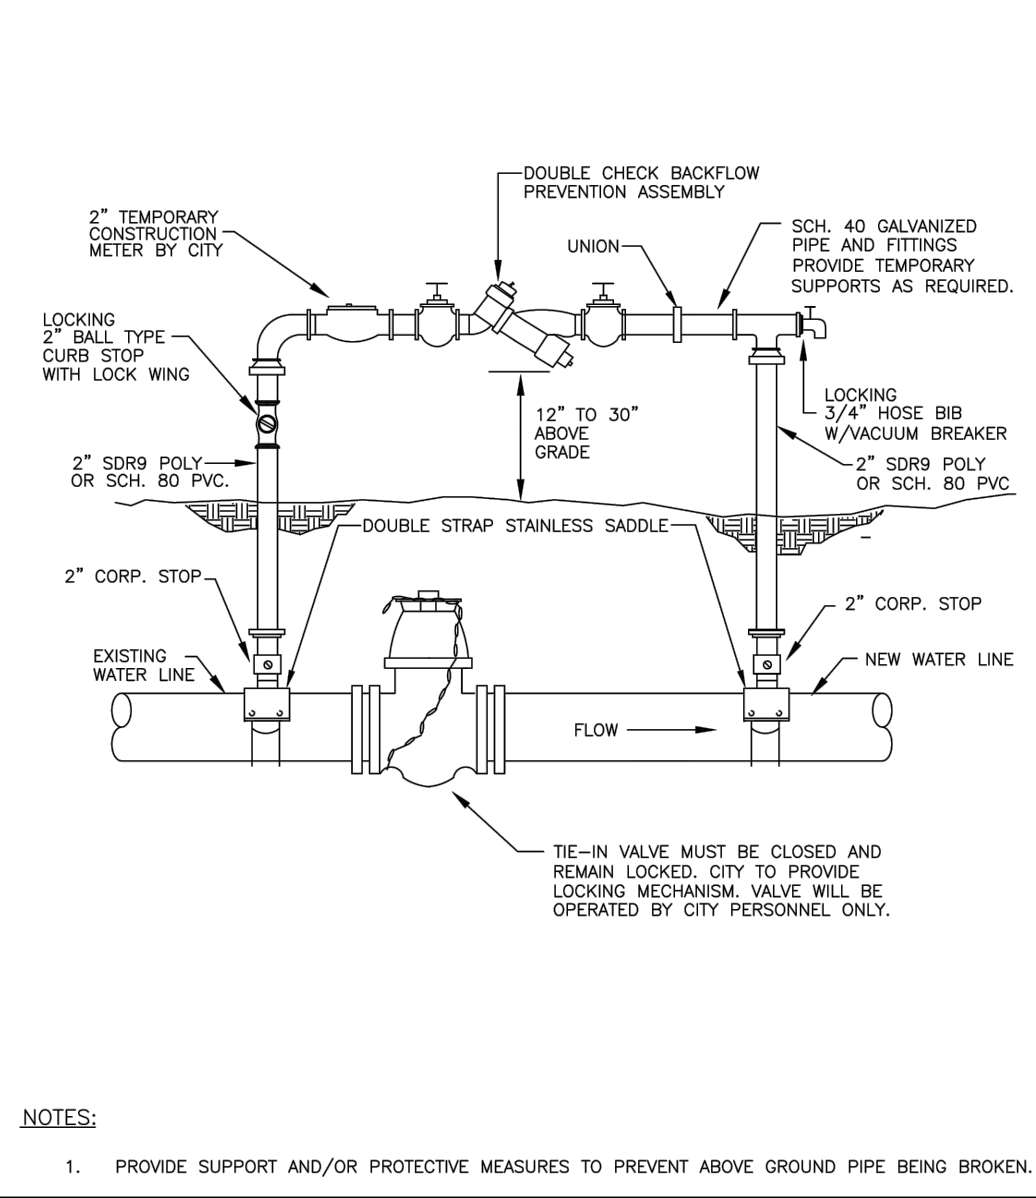 DOUBLE CHECK BACKFLOW
PREVENTION ASSEMBLY
2" TEMPORARY
CONSTRUCTION
METER BY CITY
UNION
SCH. 40 GALVANIZED
PIPE AND FITTINGS
PROVIDE TEMPORARY
SUPPORTS AS REQUIRED.
LOCKING
2" BALL TYPE
CURB STOP
WITH LOCK WING
12" TO 30"
ABOVE
GRADE
LOCKING
3/4" HOSE BIB
W/VACUUM BREAKER
2" SDR9 POLY
OR SCH. 80 PVC.
2" SDR9 POLY
OR SCH. 80 PVC
DOUBLE STRAP STAINLESS SADDLE
2" CORP. STOP
2" CORP. STOP
EXISTING
WATER LINE
NEW WATER LINE
FLOW
TIE-IN VALVE MUST BE CLOSED AND
REMAIN LOCKED. CITY TO PROVIDE
LOCKING MECHANISM. VALVE WILL BE
OPERATED BY CITY PERSONNEL ONLY.
NOTES:
1. PROVIDE SUPPORT AND/OR PROTECTIVE MEASURES TO PREVENT ABOVE GROUND PIPE BEING BROKEN.